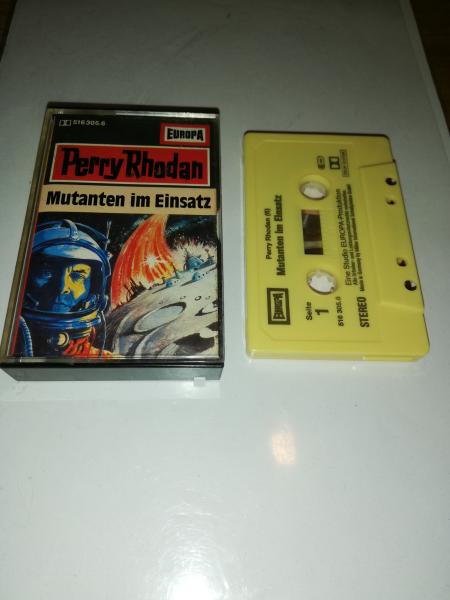 516 305.6
EUROPA
Perry Rhodan
Mutanten im Einsatz
Perry Rhodan (6)
Mutanten im Einsatz
EUROPA
Seite
1
516 305.6
Eine Studio EUROPA-Produktion
STEREO